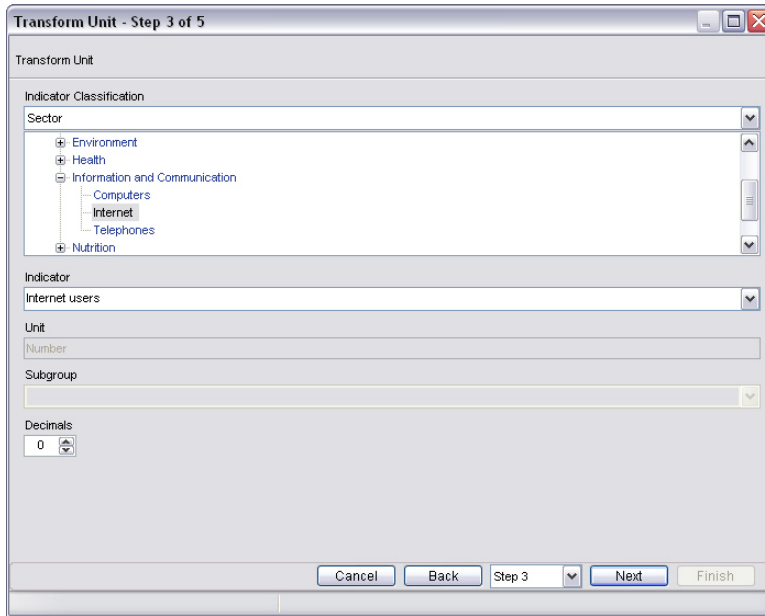 Transform Unit - Step 3 of 5
Transform Unit
Indicator Classification
Sector
Environment
Health
Information and Communication
Computers
Internet
Telephones
Nutrition
Indicator
Internet users
Unit
Number
Subgroup
Decimals
0
Cancel Back Step 3 Next Finish